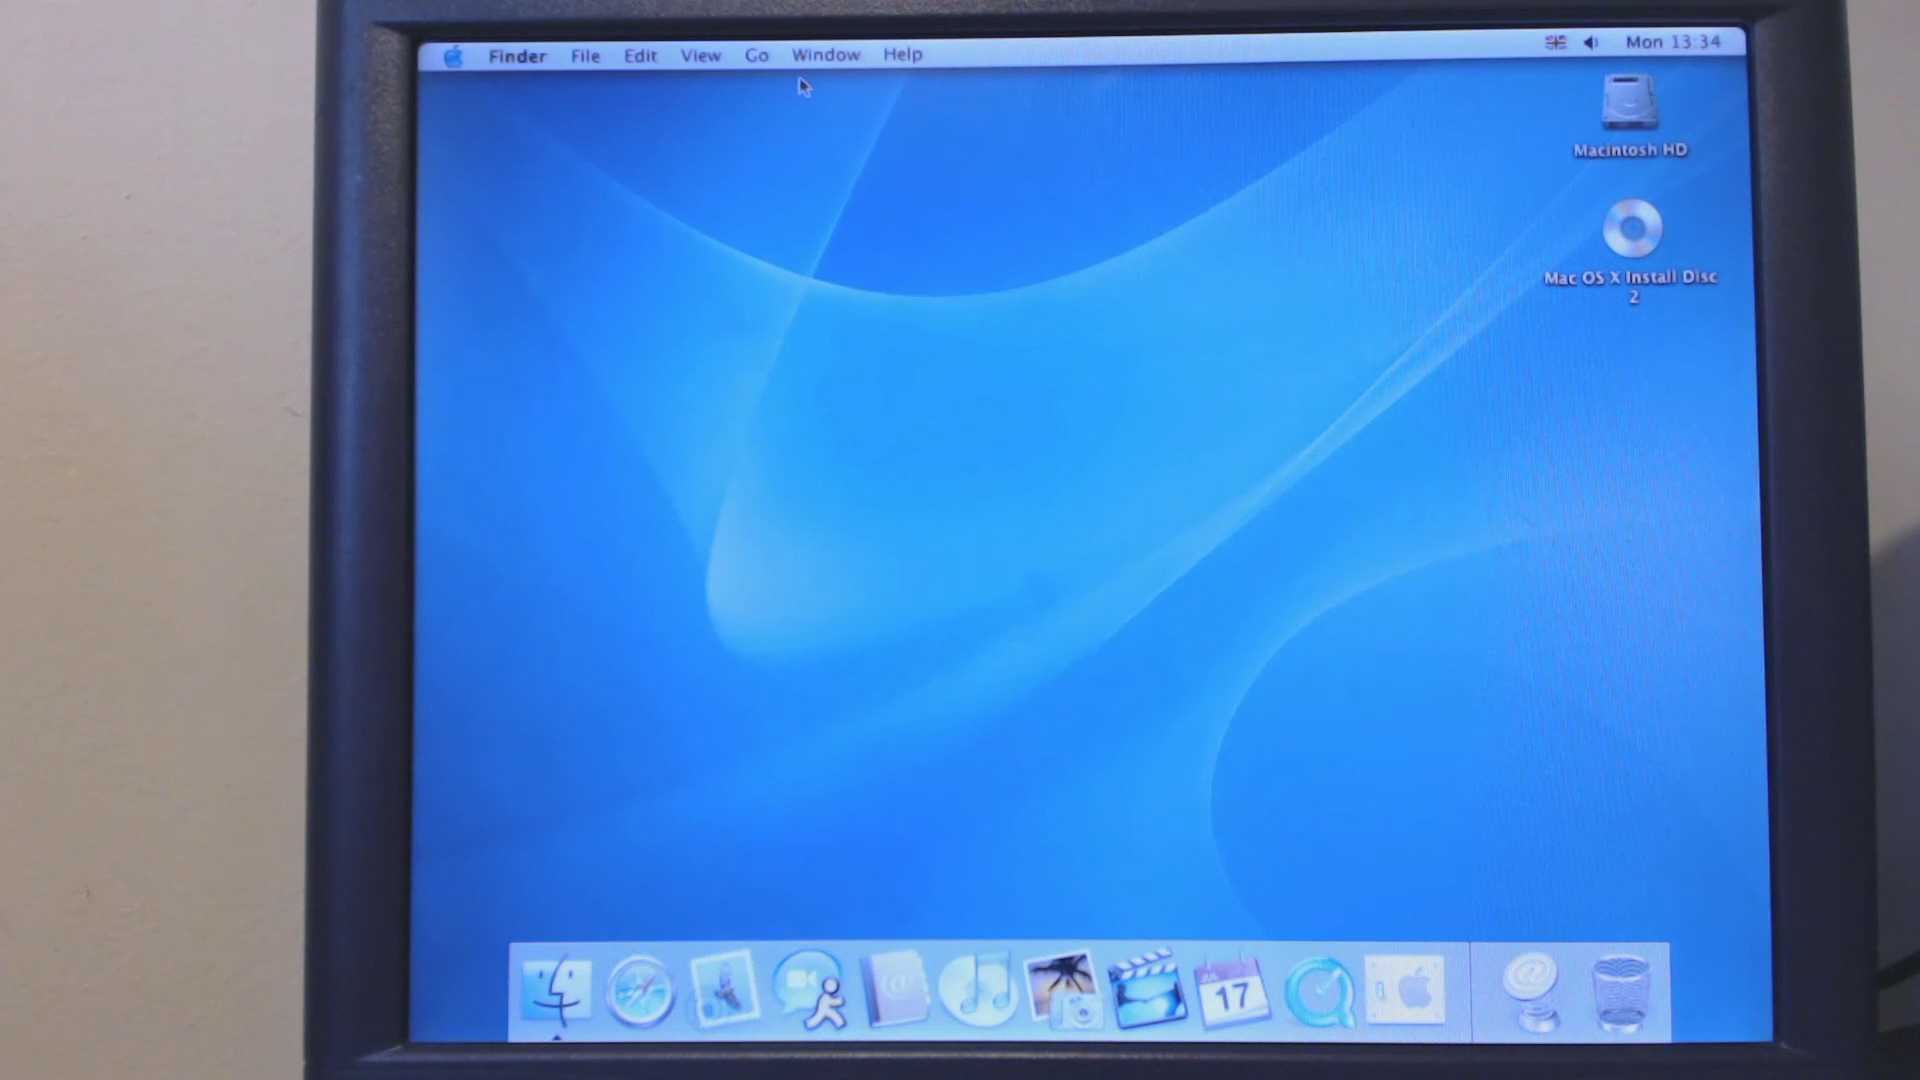 Finder File Edit View Go Window Help
Mon 13:34
Macintosh HD
Mac OS X Install Disc
2
@
17
@